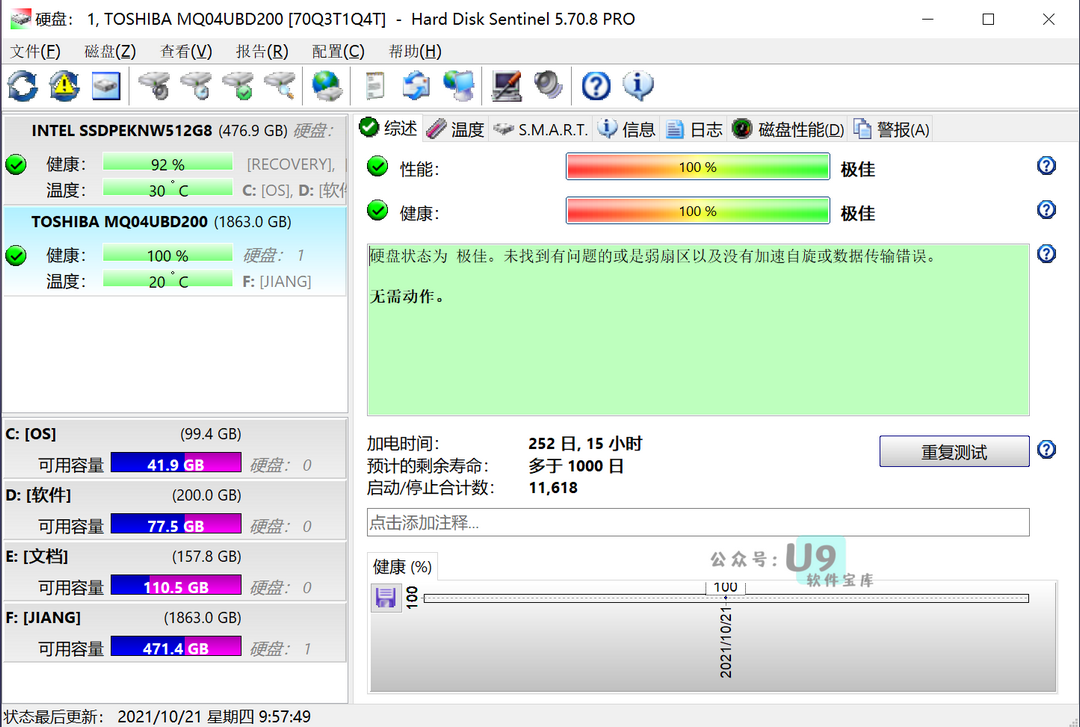 硬盘： 1, TOSHIBA MQ04UBD200 [70Q3T1Q4T] - Hard Disk Sentinel 5.70.8 PRO
文件(F) 磁盘(Z) 查看(V) 报告(R) 配置(C) 帮助(H)
INTEL SSDPEKNW512G8 (476.9 GB) 硬盘：
健康： 92 % [RECOVERY],
温度： 30 ° C C: [OS], D: [软件
TOSHIBA MQ04UBD200 (1863.0 GB)
健康： 100 % 硬盘： 1
温度： 20 ° C F: [JIANG]
C: [OS] (99.4 GB)
可用容量 41.9 GB 硬盘： 0
D: [软件] (200.0 GB)
可用容量 77.5 GB 硬盘： 0
E: [文档] (157.8 GB)
可用容量 110.5 GB 硬盘： 0
F: [JIANG] (1863.0 GB)
可用容量 471.4 GB 硬盘： 1
综述 温度 S.M.A.R.T. 信息 日志 磁盘性能(D) 警报(A)
性能： 100 % 极佳
健康： 100 % 极佳
硬盘状态为 极佳。未找到有问题的或是弱扇区以及没有加速自旋或数据传输错误。
无需动作。
加电时间： 252 日, 15 小时
预计的剩余寿命： 多于 1000 日
启动/停止合计数： 11,618
重复测试
点击添加注释...
健康 (%)
公众号：U9
软件宝库
100
100
2021/10/21
状态最后更新： 2021/10/21 星期四 9:57:49